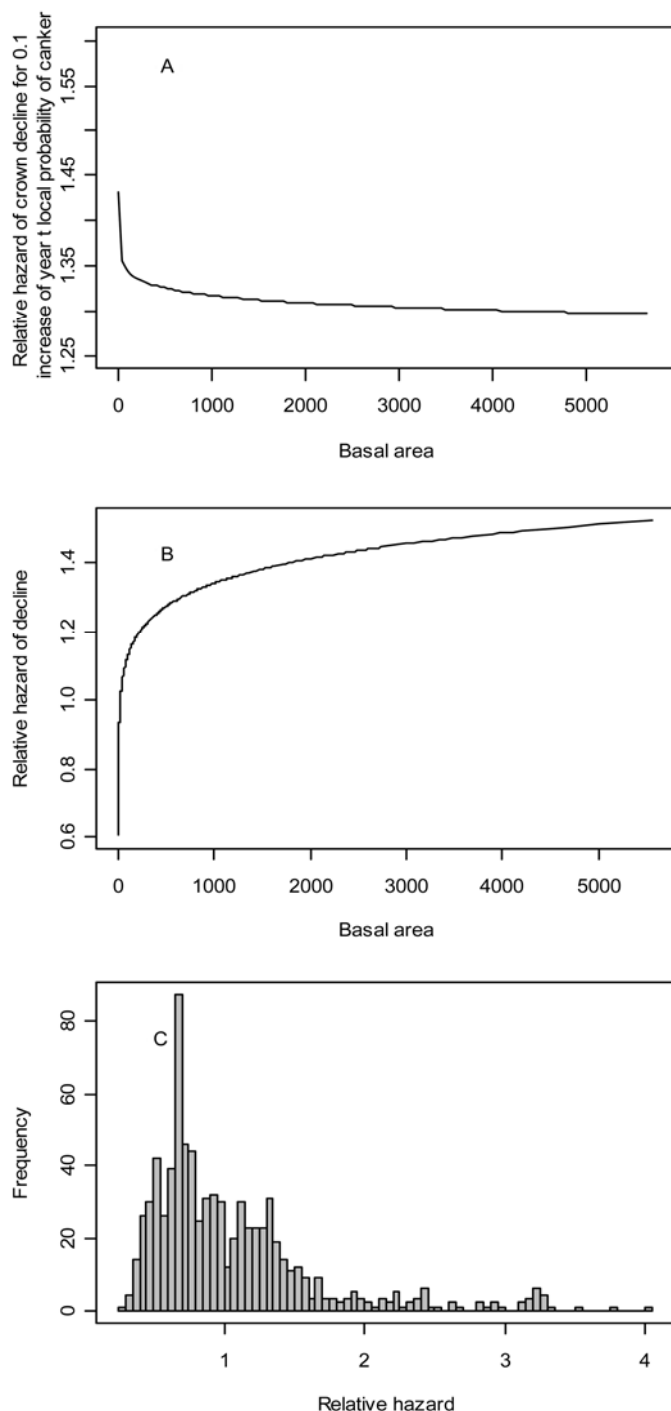 A
Relative hazard of crown decline for 0.1
increase of year t local probability of canker
1.55
1.45
1.35
1.25
0 1000 2000 3000 4000 5000
Basal area
B
Relative hazard of decline
1.4
1.2
1.0
0.8
0.6
0 1000 2000 3000 4000 5000
Basal area
C
Frequency
80
60
40
20
0
1 2 3 4
Relative hazard